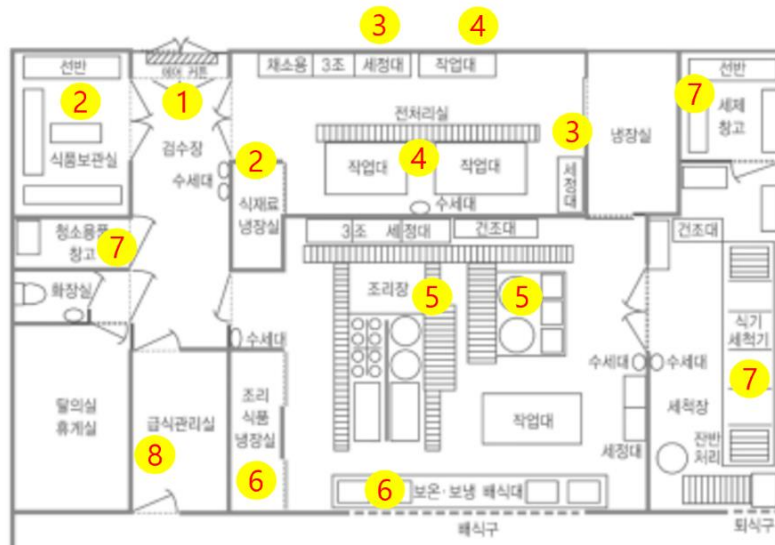 3
4
선반
에어 커튼
채소용 3조 세정대
작업대
선반
2
1
7
세제
창고
전처리실
3
냉장실
식품보관실
검수장
2
4
작업대
작업대
수세대
식재료
냉장실
세정대
수세대
청소용품
창고
7
3조 세정대
건조대
건조대
화장실
조리장
5
5
식기
세척기
수세대
수세대
수세대
7
탈의실
휴게실
급식관리실
조리
식품
냉장실
작업대
세척장
잔반
처리
8
6
6
보온·보냉 배식대
세정대
배식구
퇴식구